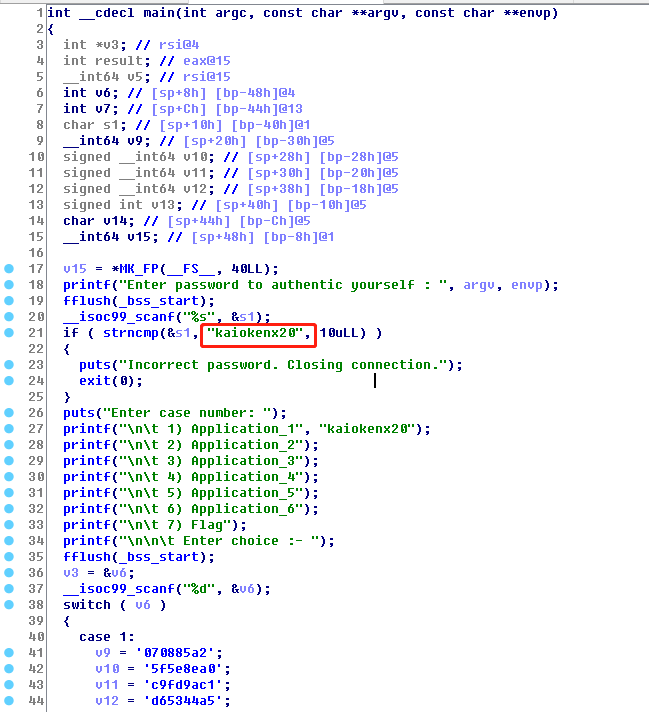 1 int __cdecl main(int argc, const char **argv, const char **envp)
2 {
3 int *v3; // rsi@4
4 int result; // eax@15
5 __int64 v5; // rsi@15
6 int v6; // [sp+8h] [bp-48h]@4
7 int v7; // [sp+Ch] [bp-44h]@13
8 char s1; // [sp+10h] [bp-40h]@1
9 __int64 v9; // [sp+20h] [bp-30h]@5
10 signed __int64 v10; // [sp+28h] [bp-28h]@5
11 signed __int64 v11; // [sp+30h] [bp-20h]@5
12 signed __int64 v12; // [sp+38h] [bp-18h]@5
13 signed int v13; // [sp+40h] [bp-10h]@5
14 char v14; // [sp+44h] [bp-Ch]@5
15 __int64 v15; // [sp+48h] [bp-8h]@1
16
17 v15 = *MK_FP(__FS__, 40LL);
18 printf("Enter password to authentic yourself : ", argv, envp);
19 fflush(_bss_start);
20 __isoc99_scanf("%s", &s1);
21 if ( strncmp(&s1, "kaiokenx20", 10uLL) )
22 {
23 puts("Incorrect password. Closing connection.");
24 exit(0);
25 }
26 puts("Enter case number: ");
27 printf("\n\t 1) Application_1", "kaiokenx20");
28 printf("\n\t 2) Application_2");
29 printf("\n\t 3) Application_3");
30 printf("\n\t 4) Application_4");
31 printf("\n\t 5) Application_5");
32 printf("\n\t 6) Application_6");
33 printf("\n\t 7) Flag");
34 printf("\n\n\t Enter choice :- ");
35 fflush(_bss_start);
36 v3 = &v6;
37 __isoc99_scanf("%d", &v6);
38 switch ( v6 )
39 {
40 case 1:
41 v9 = '070885a2';
42 v10 = '5f5e8ea0';
43 v11 = 'c9fd9ac1';
44 v12 = 'd65344a5';